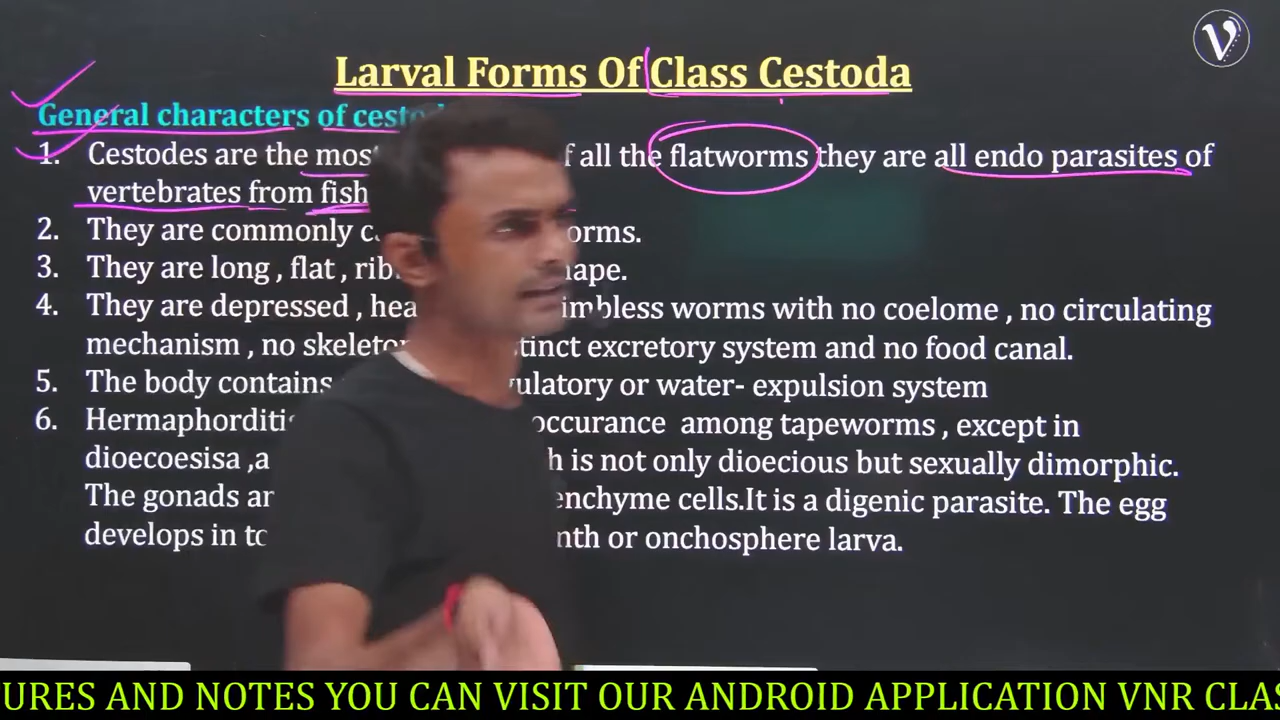 V
Larval Forms Of Class Cestoda
General characters of cest
1. Cestodes are the mos f all the flatworms they are all endo parasites of
vertebrates from fish
2. They are commonly c orms.
3. They are long , flat , rib ape.
4. They are depressed , hea imbless worms with no coelome , no circulating
mechanism , no skeleto tinct excretory system and no food canal.
5. The body contains gulatory or water- expulsion system
6. Hermaphorditi occurance among tapeworms , except in
dioecoesisa ,a h is not only dioecious but sexually dimorphic.
The gonads ar enchyme cells.It is a digenic parasite. The egg
develops in to nth or onchosphere larva.
URES AND NOTES YOU CAN VISIT OUR ANDROID APPLICATION VNR CLAS